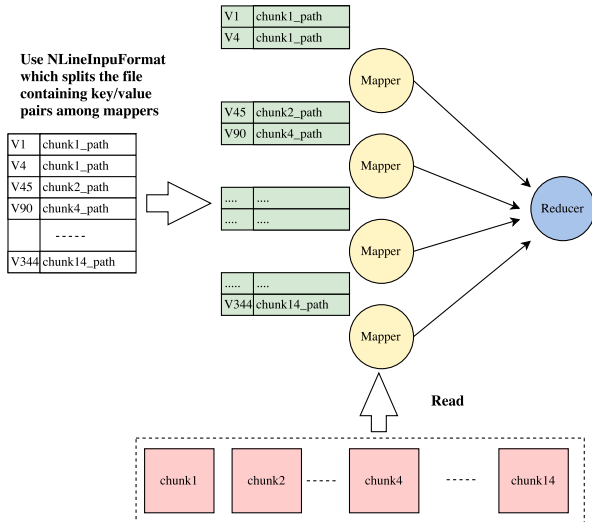 Use NLineInpuFormat
which splits the file
containing key/value
pairs among mappers
V1 chunk1_path
V4 chunk1_path
V45 chunk2_path
V90 chunk4_path
-----
V344 chunk14_path
V1 chunk1_path
V4 chunk1_path
V45 chunk2_path
V90 chunk4_path
.... ....
.... ....
..... ....
V344 chunk14_path
Mapper
Mapper
Mapper
Mapper
Reducer
Read
chunk1 chunk2 ----- chunk4 ----- chunk14